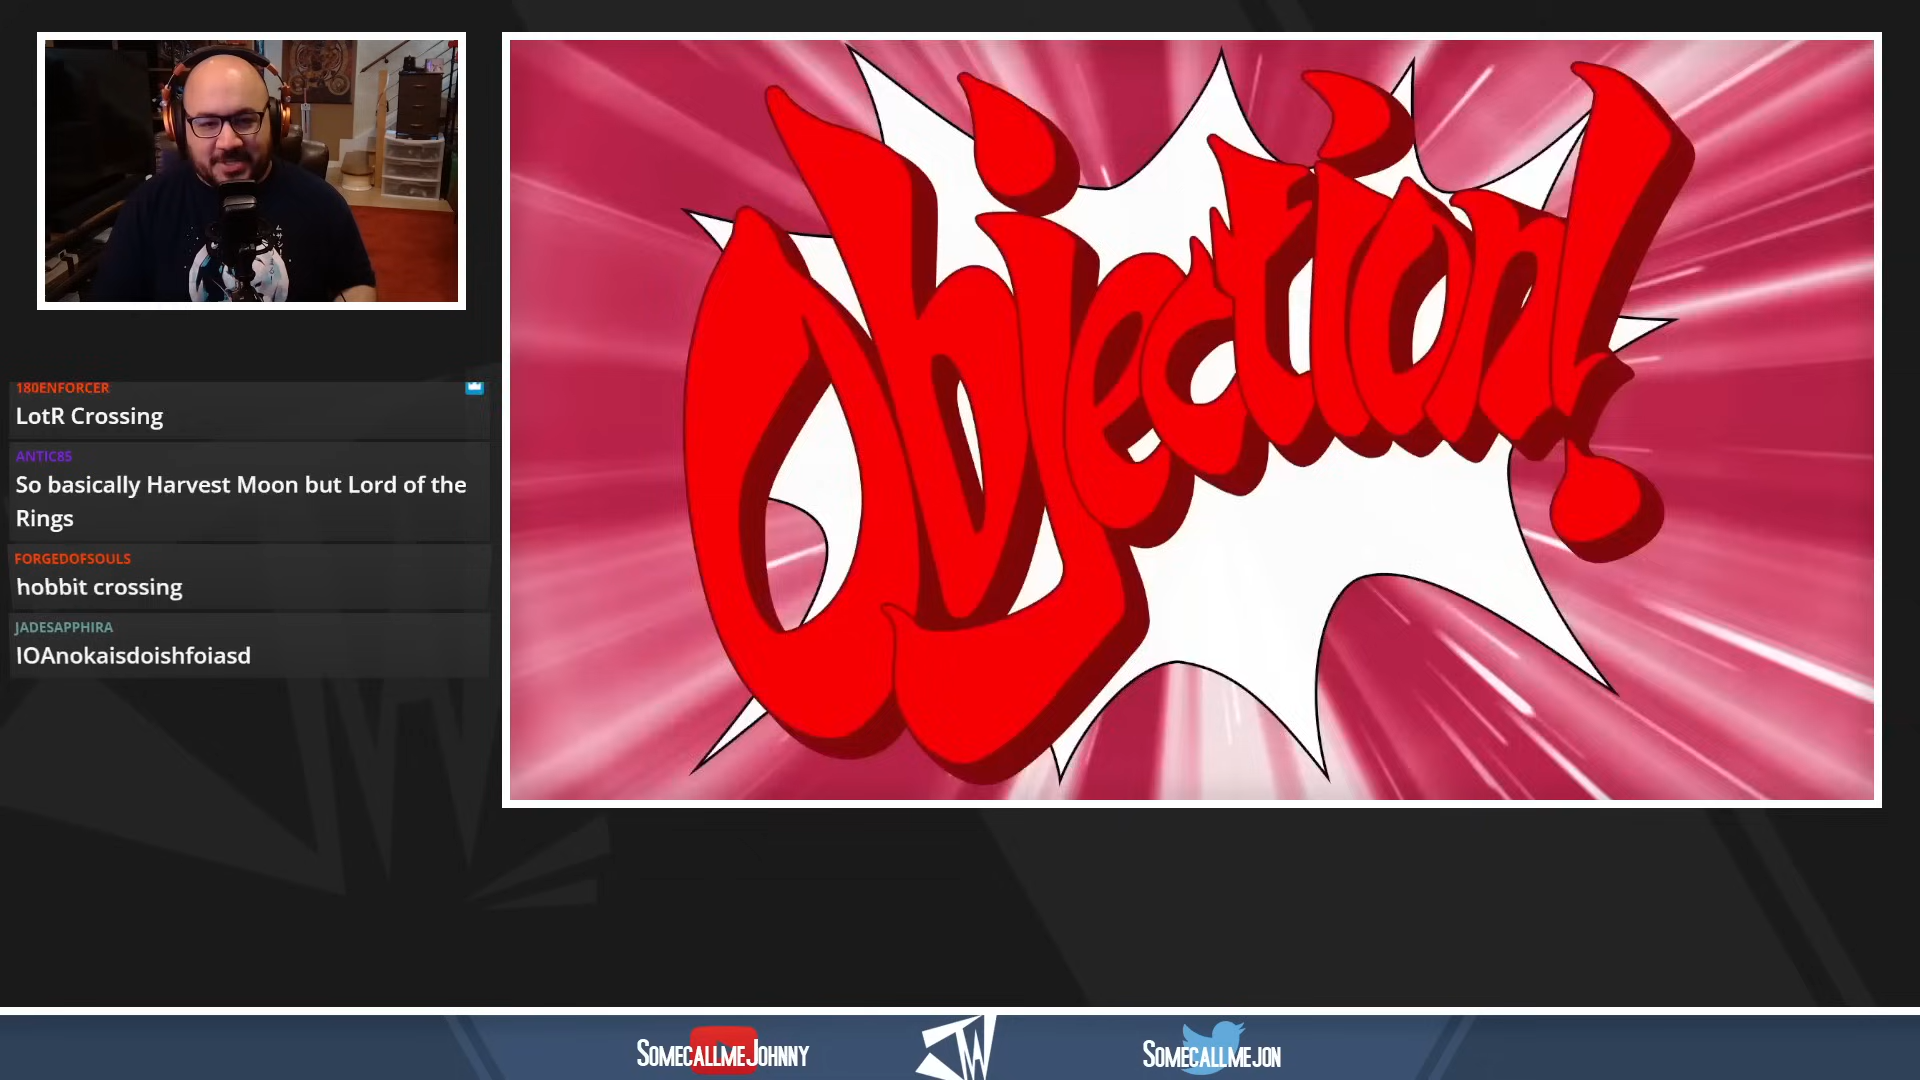 Objection!
180ENFORCER
LotR Crossing
ANTIC85
So basically Harvest Moon but Lord of the
Rings
FORGEDOFSOULS
hobbit crossing
JADESAPPHIRA
IOAnokaisdoishfoiasd
SOMECALLMEJOHNNY
SOMECALLMEJON